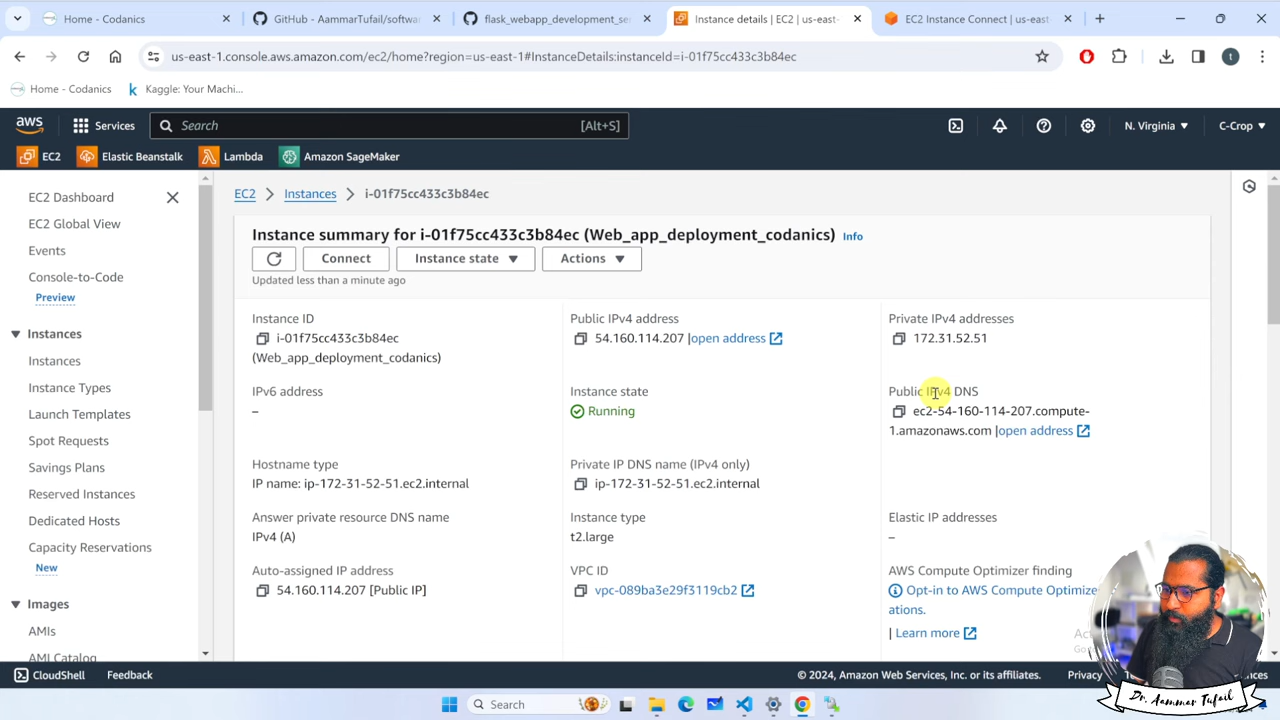 Home - Codanics
GitHub - AammarTufail/softwar
flask_webapp_development_se
Instance details | EC2 | us-east-
EC2 Instance Connect | us-east-
us-east-1.console.aws.amazon.com/ec2/home?region=us-east-1#InstanceDetails:instanceId=i-01f75cc433c3b84ec
t
Home - Codanics
Kaggle: Your Machi...
aws
Services
Search
[Alt+S]
N. Virginia
C-Crop
EC2
Elastic Beanstalk
Lambda
Amazon SageMaker
EC2 Dashboard
EC2 Global View
Events
Console-to-Code
Preview
Instances
Instances
Instance Types
Launch Templates
Spot Requests
Savings Plans
Reserved Instances
Dedicated Hosts
Capacity Reservations
New
Images
AMIs
AMI Catalog
EC2 > Instances > i-01f75cc433c3b84ec
Instance summary for i-01f75cc433c3b84ec (Web_app_deployment_codanics) Info
Connect
Instance state
Actions
Updated less than a minute ago
Instance ID
i-01f75cc433c3b84ec
(Web_app_deployment_codanics)
Public IPv4 address
54.160.114.207 |open address
Private IPv4 addresses
172.31.52.51
IPv6 address
–
Instance state
Running
Public IPv4 DNS
ec2-54-160-114-207.compute-
1.amazonaws.com |open address
Hostname type
IP name: ip-172-31-52-51.ec2.internal
Private IP DNS name (IPv4 only)
ip-172-31-52-51.ec2.internal
Answer private resource DNS name
IPv4 (A)
Instance type
t2.large
Elastic IP addresses
–
Auto-assigned IP address
54.160.114.207 [Public IP]
VPC ID
vpc-089ba3e29f3119cb2
AWS Compute Optimizer finding
Opt-in to AWS Compute Optimize
ations.
| Learn more
CloudShell
Feedback
© 2024, Amazon Web Services, Inc. or its affiliates.
Privacy
Search
Dr. Aammar Tufail